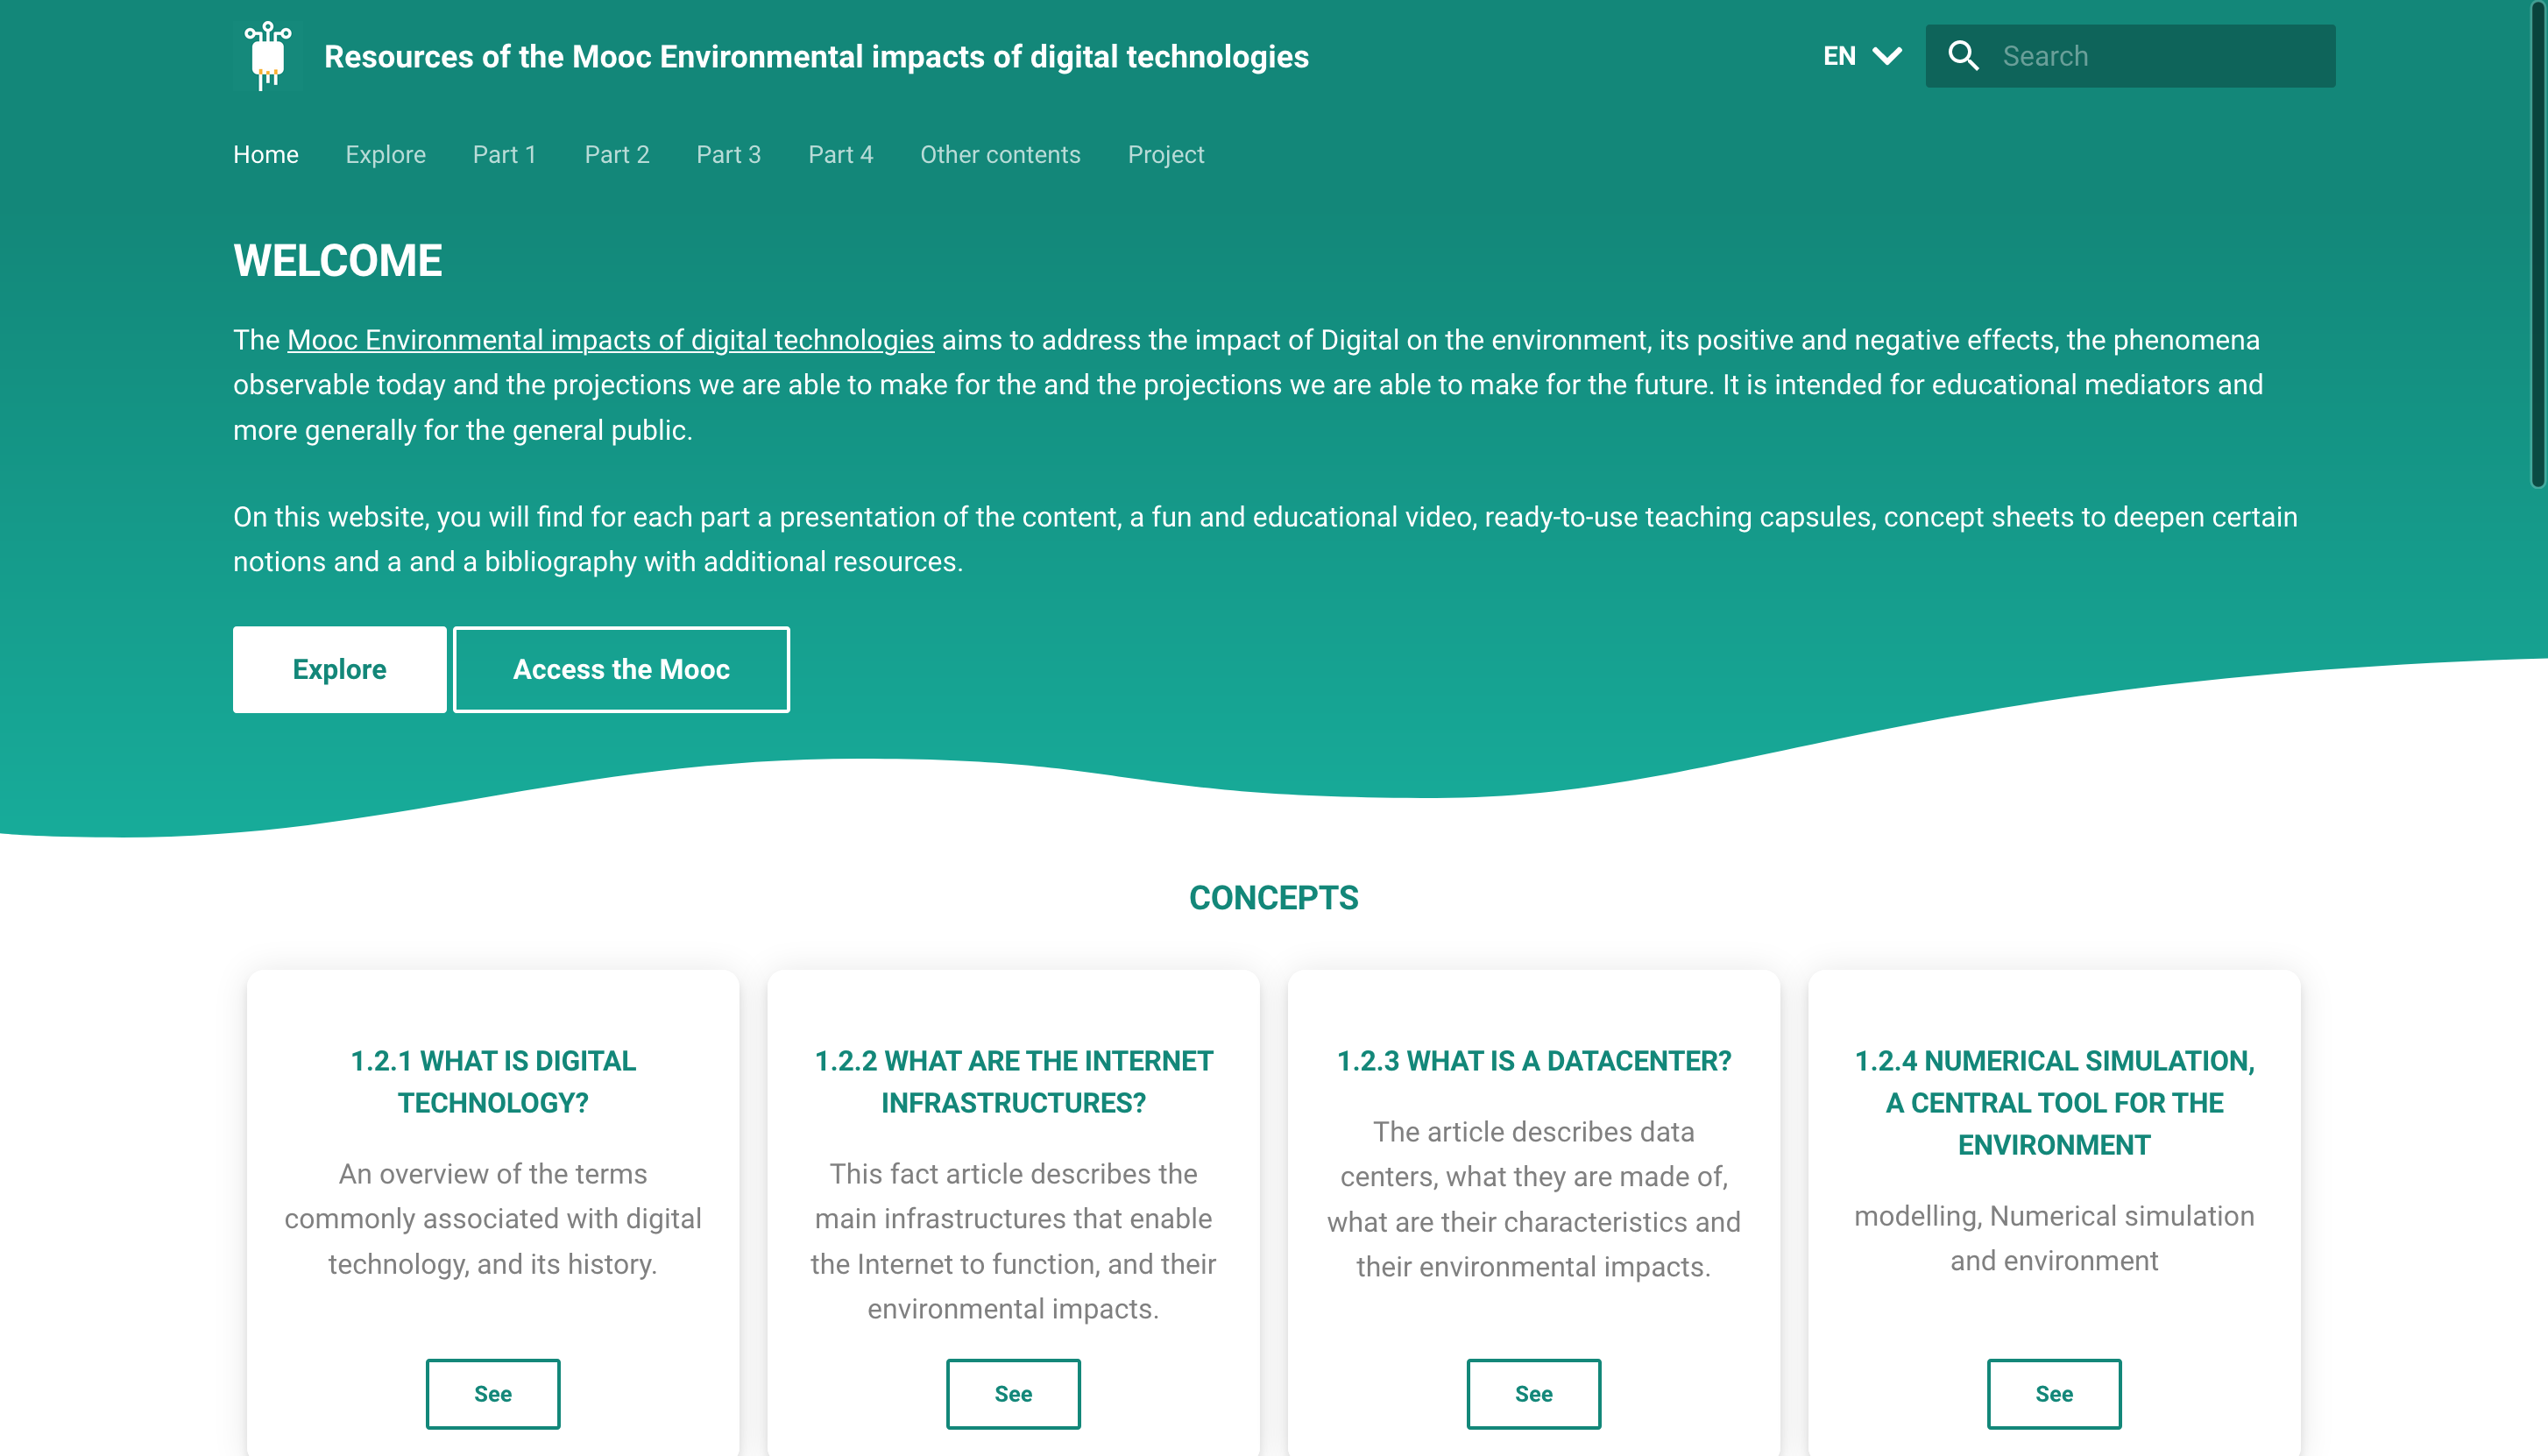 Resources of the Mooc Environmental impacts of digital technologies
EN
Search
Home Explore Part 1 Part 2 Part 3 Part 4 Other contents Project
WELCOME
The Mooc Environmental impacts of digital technologies aims to address the impact of Digital on the environment, its positive and negative effects, the phenomena
observable today and the projections we are able to make for the and the projections we are able to make for the future. It is intended for educational mediators and
more generally for the general public.
On this website, you will find for each part a presentation of the content, a fun and educational video, ready-to-use teaching capsules, concept sheets to deepen certain
notions and a and a bibliography with additional resources.
Explore
Access the Mooc
CONCEPTS
1.2.1 WHAT IS DIGITAL
TECHNOLOGY?
An overview of the terms
commonly associated with digital
technology, and its history.
See
1.2.2 WHAT ARE THE INTERNET
INFRASTRUCTURES?
This fact article describes the
main infrastructures that enable
the Internet to function, and their
environmental impacts.
See
1.2.3 WHAT IS A DATACENTER?
The article describes data
centers, what they are made of,
what are their characteristics and
their environmental impacts.
See
1.2.4 NUMERICAL SIMULATION,
A CENTRAL TOOL FOR THE
ENVIRONMENT
modelling, Numerical simulation
and environment
See